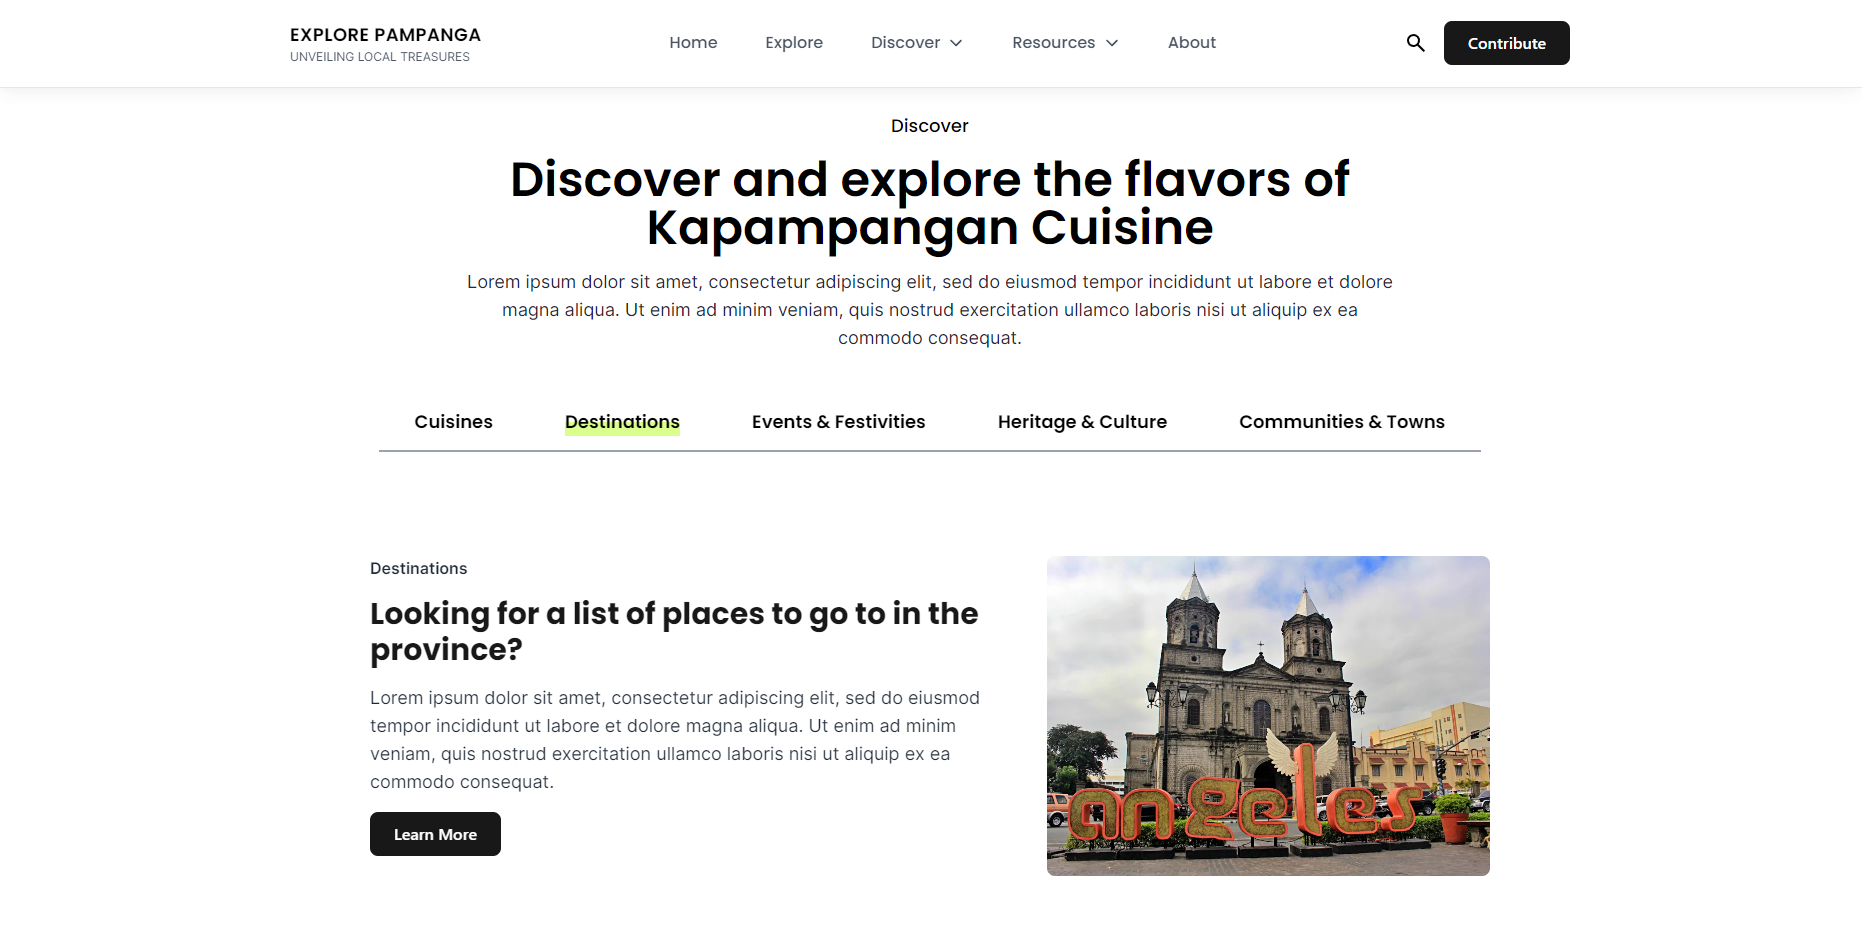 EXPLORE PAMPANGA
UNVEILING LOCAL TREASURES
Home
Explore
Discover
Resources
About
Contribute
Discover
Discover and explore the flavors of
Kapampangan Cuisine
Lorem ipsum dolor sit amet, consectetur adipiscing elit, sed do eiusmod tempor incididunt ut labore et dolore
magna aliqua. Ut enim ad minim veniam, quis nostrud exercitation ullamco laboris nisi ut aliquip ex ea
commodo consequat.
Cuisines
Destinations
Events & Festivities
Heritage & Culture
Communities & Towns
Destinations
Looking for a list of places to go to in the
province?
Lorem ipsum dolor sit amet, consectetur adipiscing elit, sed do eiusmod
tempor incididunt ut labore et dolore magna aliqua. Ut enim ad minim
veniam, quis nostrud exercitation ullamco laboris nisi ut aliquip ex ea
commodo consequat.
Learn More
angeles